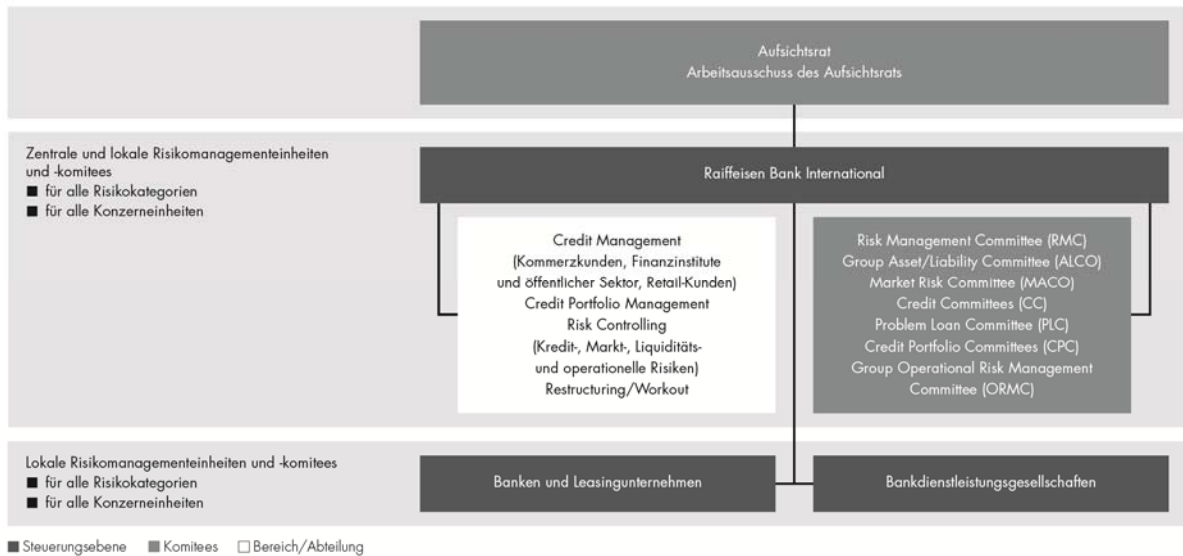 Aufsichtsrat
Arbeitsausschuss des Aufsichtsrats
Zentrale und lokale Risikomanagementeinheiten
und -komitees
■ für alle Risikokategorien
■ für alle Konzerneinheiten
Raiffeisen Bank International
Credit Management
(Kommerzkunden, Finanzinstitute
und öffentlicher Sektor, Retail-Kunden)
Credit Portfolio Management
Risk Controlling
(Kredit-, Markt-, Liquiditäts-
und operationelle Risiken)
Restructuring/Workout
Risk Management Committee (RMC)
Group Asset/Liability Committee (ALCO)
Market Risk Committee (MACO)
Credit Committees (CC)
Problem Loan Committee (PLC)
Credit Portfolio Committees (CPC)
Group Operational Risk Management
Committee (ORMC)
Lokale Risikomanagementeinheiten und -komitees
■ für alle Risikokategorien
■ für alle Konzerneinheiten
Banken und Leasingunternehmen
Bankdienstleistungsgesellschaften
■ Steuerungsebene ■ Komitees □ Bereich/Abteilung